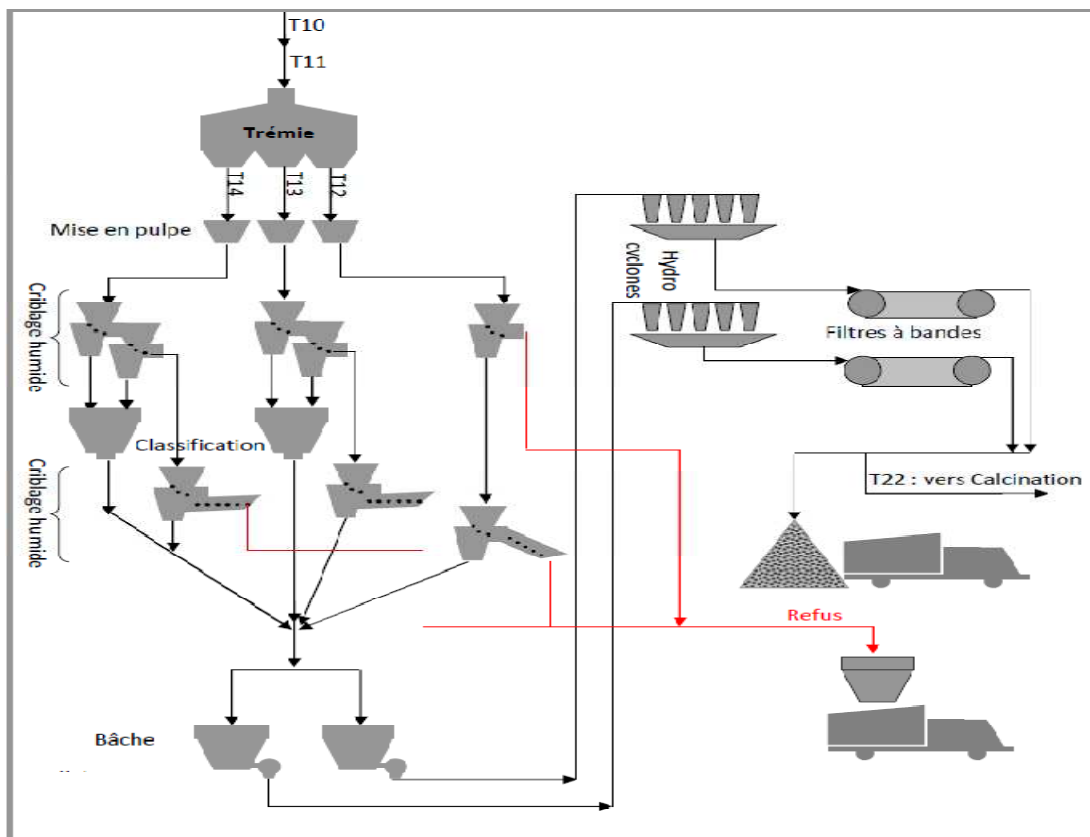 T10
T11
Trémie
T14
T13
T12
Mise en pulpe
Hydro
cyclones
Criblage humide
Filtres à bandes
Classification
Criblage humide
T22 : vers Calcination
Refus
Bâche